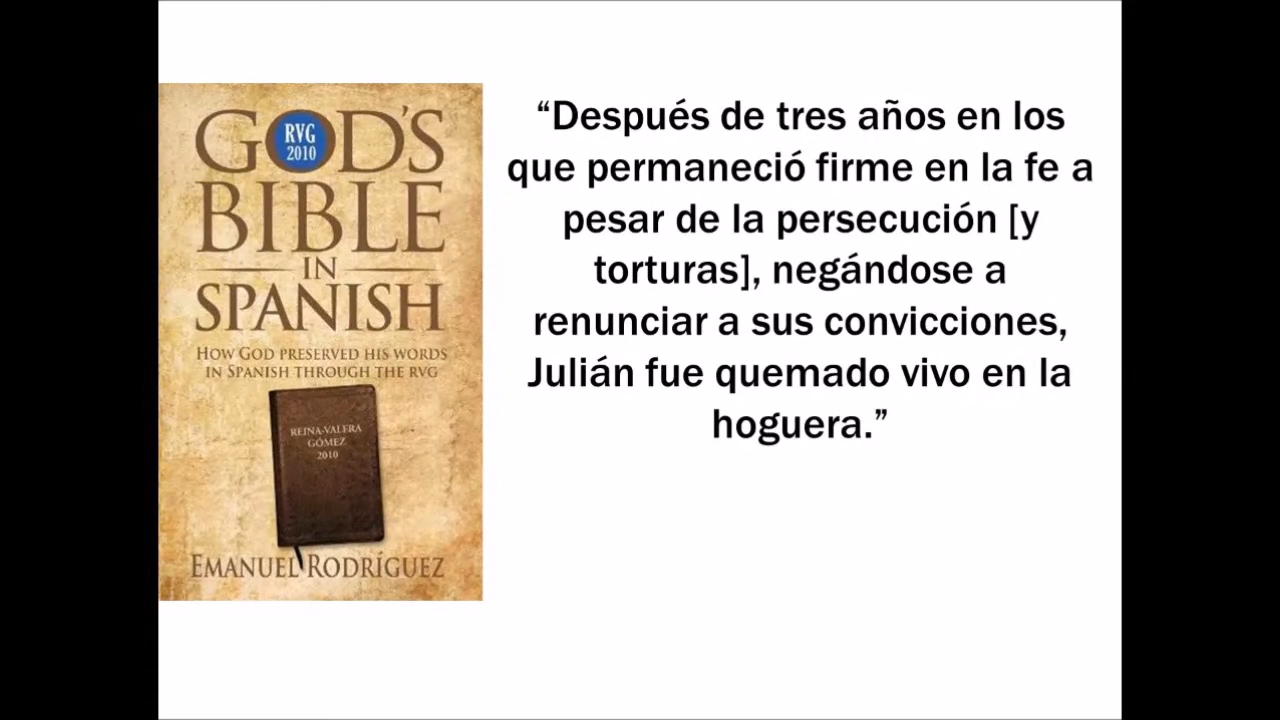 GOD'S
RVG
2010
BIBLE
IN
SPANISH
HOW GOD PRESERVED HIS WORDS
IN SPANISH THROUGH THE RVG
REINA-VALERA
GÓMEZ
2010
EMANUEL RODRÍGUEZ
“Después de tres años en los
que permaneció firme en la fe a
pesar de la persecución [y
torturas], negándose a
renunciar a sus convicciones,
Julián fue quemado vivo en la
hoguera.”